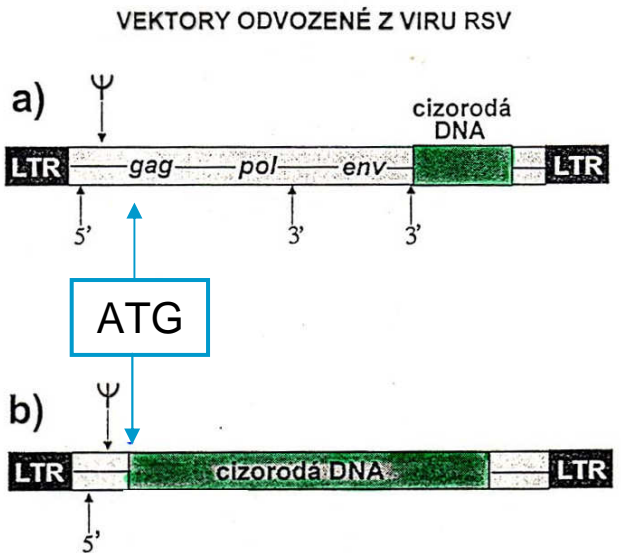 VEKTORY ODVOZENÉ Z VIRU RSV
a)
Ψ
cizorodá
DNA
LTR gag pol env LTR
5' 3' 3'
ATG
b)
Ψ
LTR cizorodá DNA LTR
5'